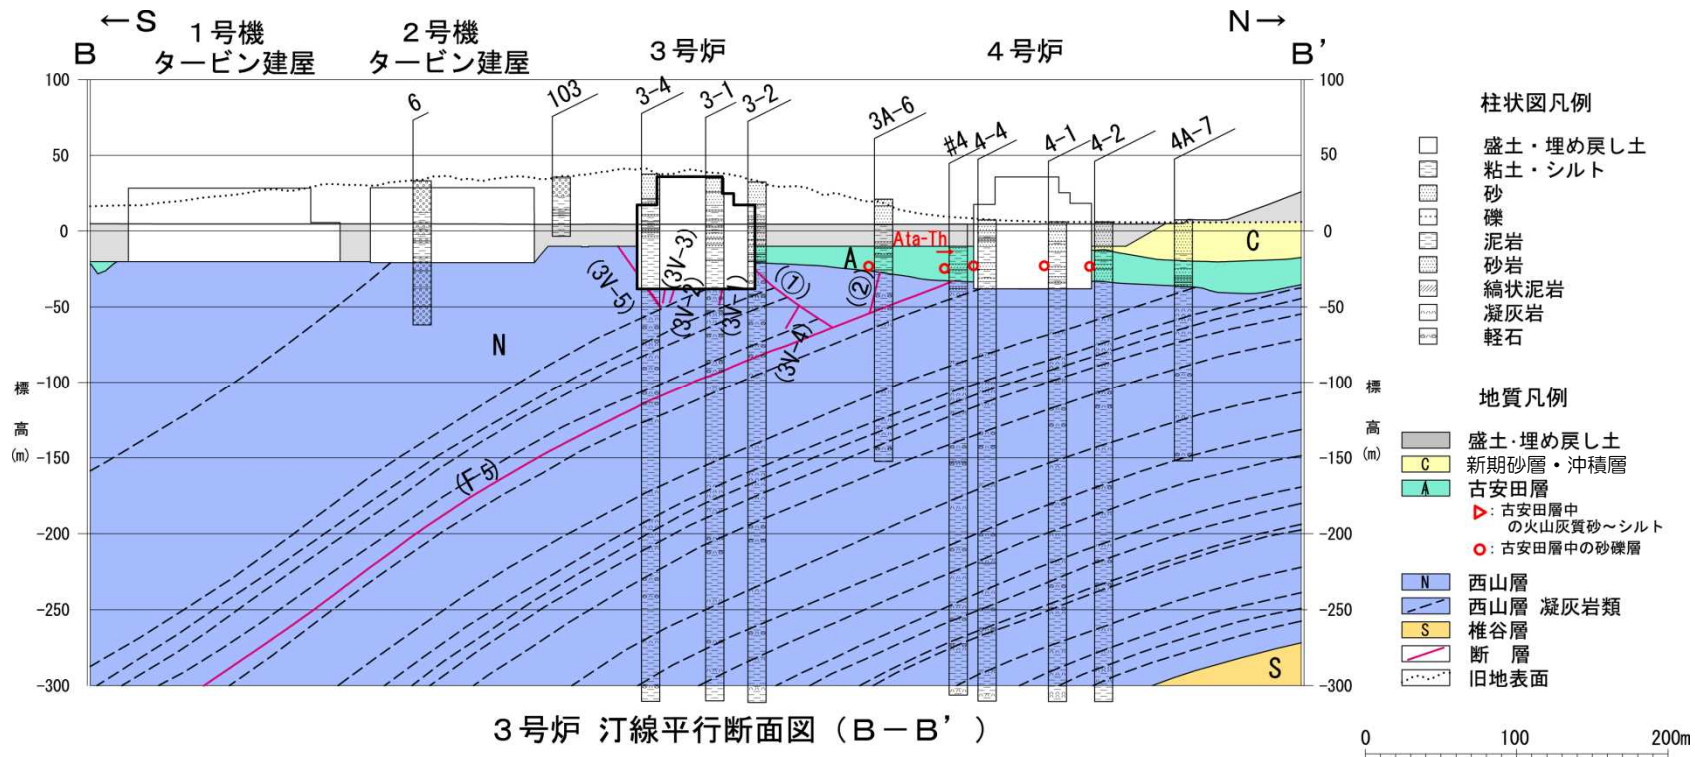 ←S
N→
B
1号機
タービン建屋
2号機
タービン建屋
3号炉
4号炉
B’
100
50
0
-50
-100
-150
-200
-250
-300
標
高
(m)
6
103
3-4
3-1
3-2
3A-6
#4
4-4
4-1
4-2
4A-7
Ata-Th
A
C
N
S
(3V-5)
(3V-3)
(3V-2)
(3V-1)
(①)
(②)
(3V-4)
(F5)
100
50
0
-50
-100
-150
-200
-250
-300
標
高
(m)
3号炉 汀線平行断面図（B－B’）
柱状図凡例
盛土・埋め戻し土
粘土・シルト
砂
礫
泥岩
砂岩
縞状泥岩
凝灰岩
軽石
地質凡例
盛土・埋め戻し土
C 新期砂層・沖積層
A 古安田層
：古安田層中
の火山灰質砂～シルト
：古安田層中の砂礫層
N 西山層
西山層 凝灰岩類
S 椎谷層
断 層
旧地表面
0 100 200m